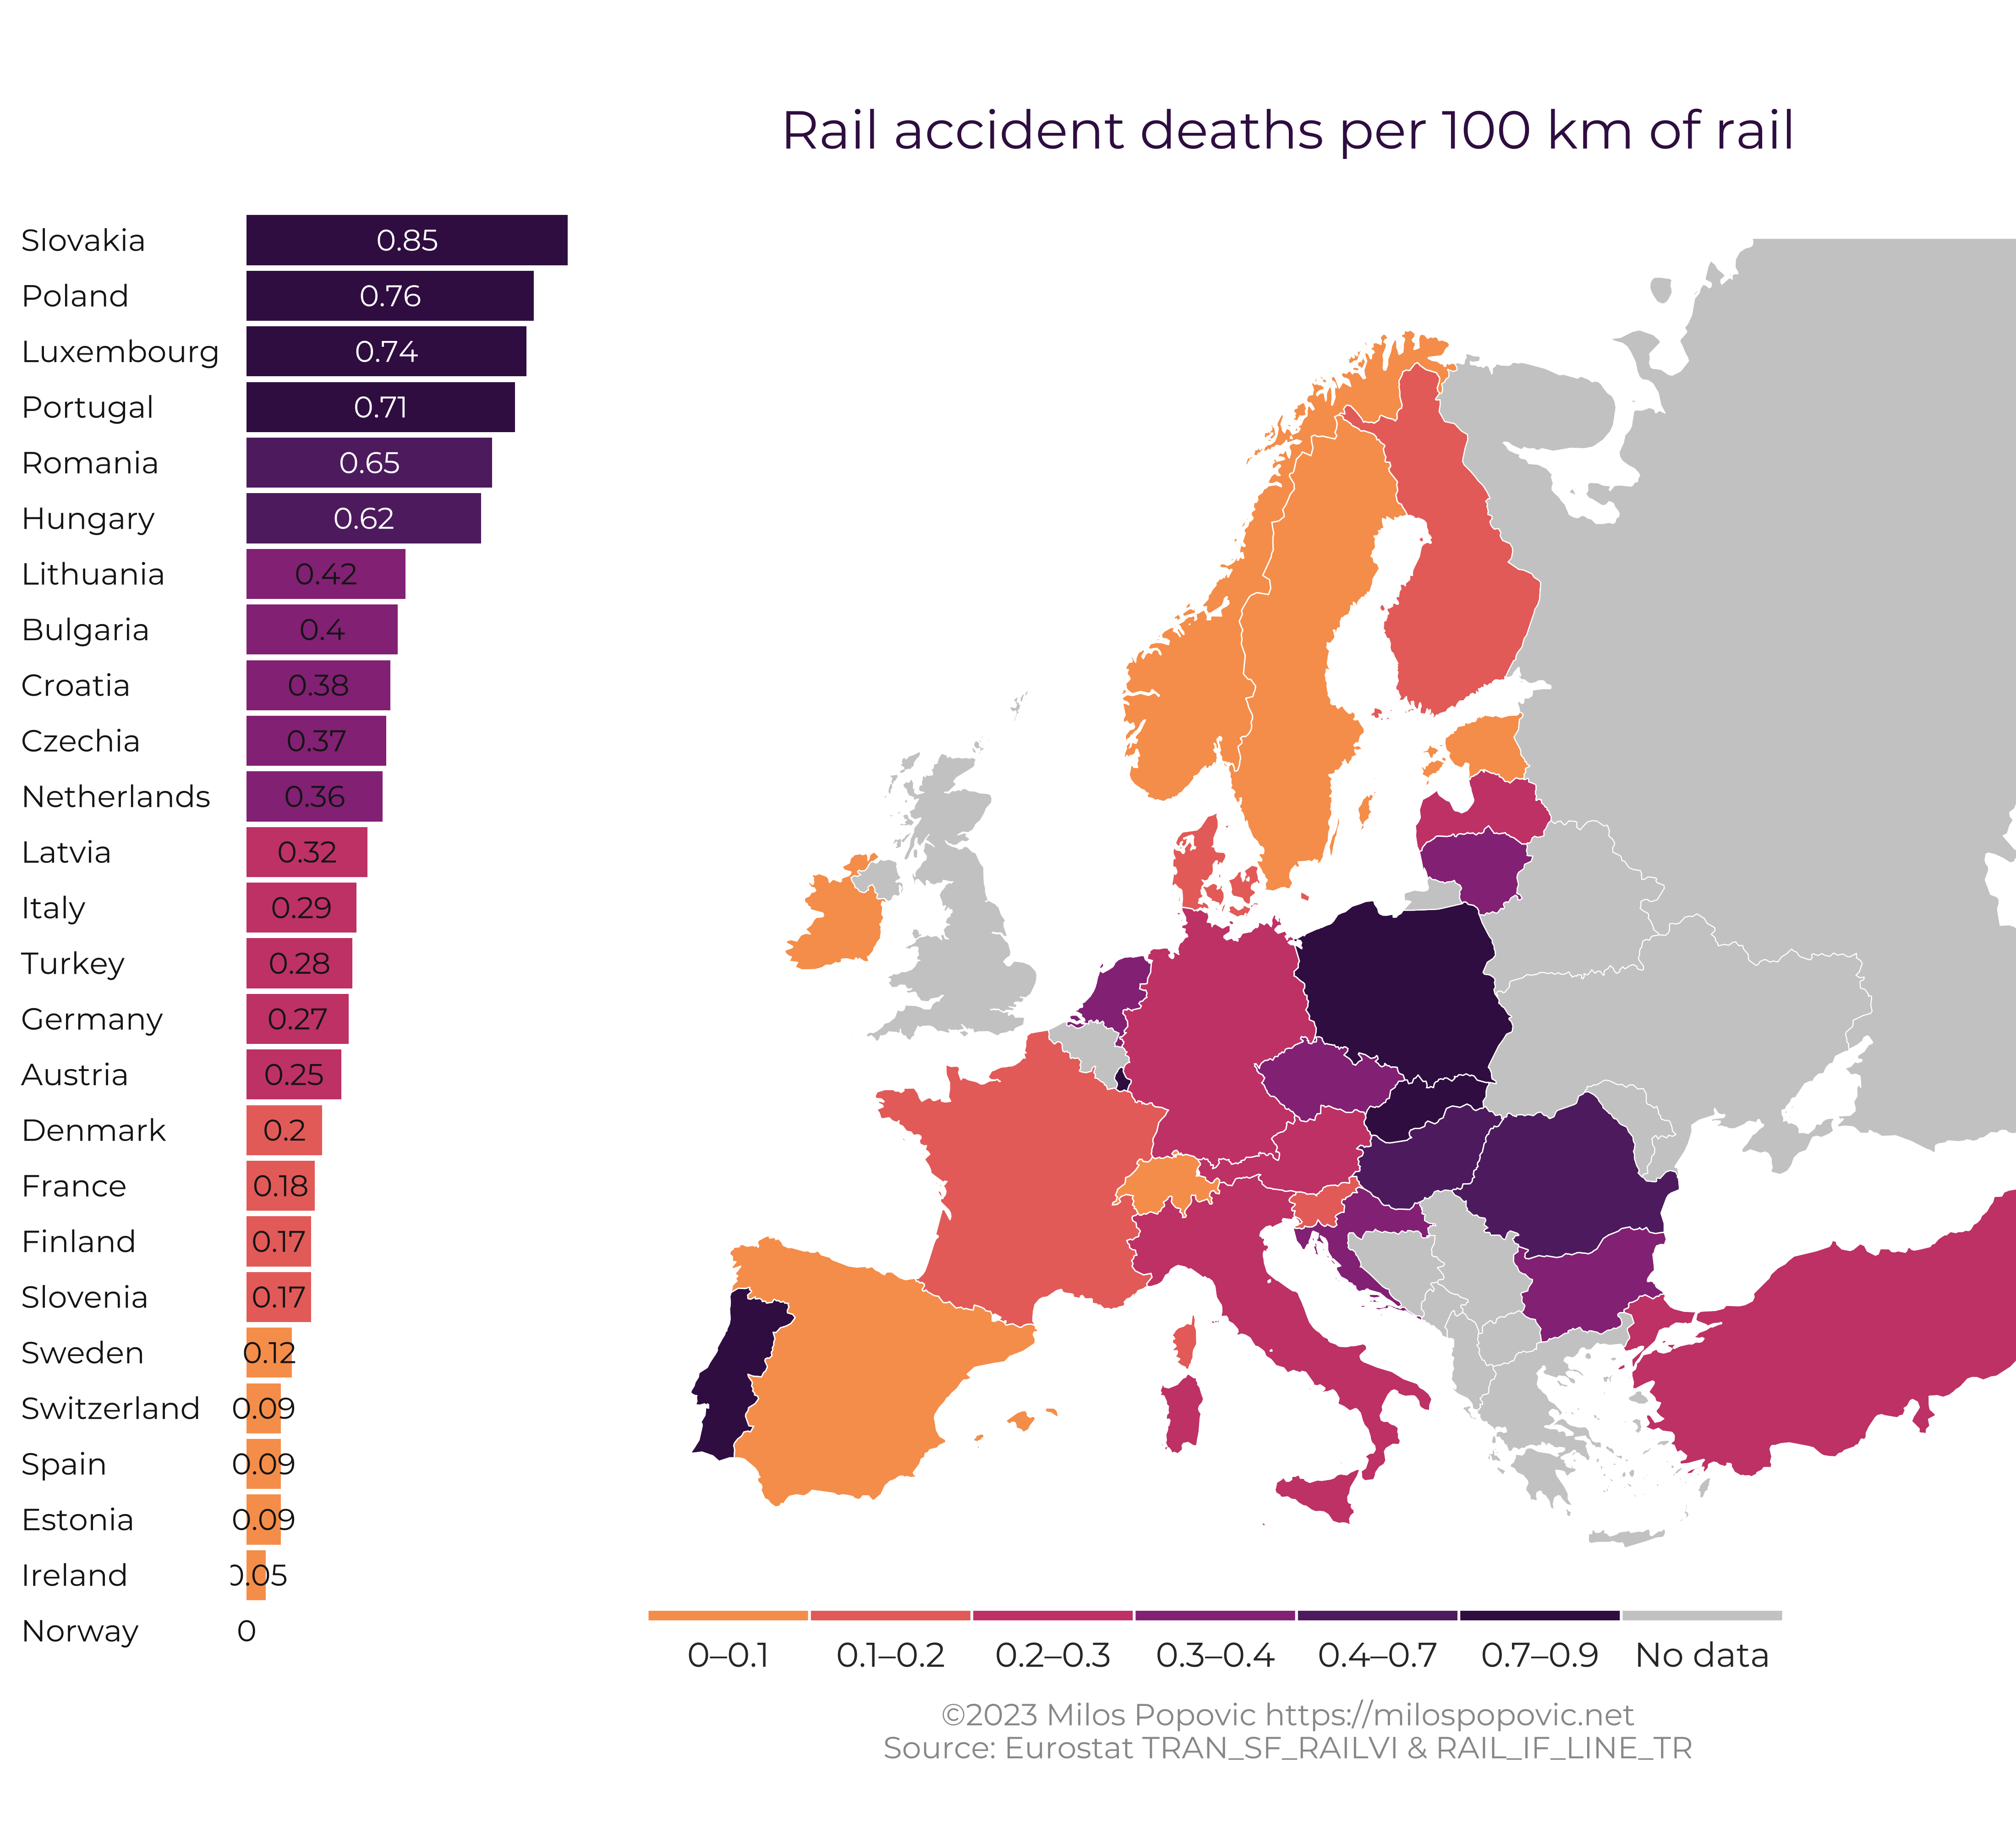 Rail accident deaths per 100 km of rail
Slovakia 0.85
Poland 0.76
Luxembourg 0.74
Portugal 0.71
Romania 0.65
Hungary 0.62
Lithuania 0.42
Bulgaria 0.4
Croatia 0.38
Czechia 0.37
Netherlands 0.36
Latvia 0.32
Italy 0.29
Turkey 0.28
Germany 0.27
Austria 0.25
Denmark 0.2
France 0.18
Finland 0.17
Slovenia 0.17
Sweden 0.12
Switzerland 0.09
Spain 0.09
Estonia 0.09
Ireland 0.05
Norway 0
0–0.1 0.1–0.2 0.2–0.3 0.3–0.4 0.4–0.7 0.7–0.9 No data
©2023 Milos Popovic https://milospopovic.net
Source: Eurostat TRAN_SF_RAILVI & RAIL_IF_LINE_TR